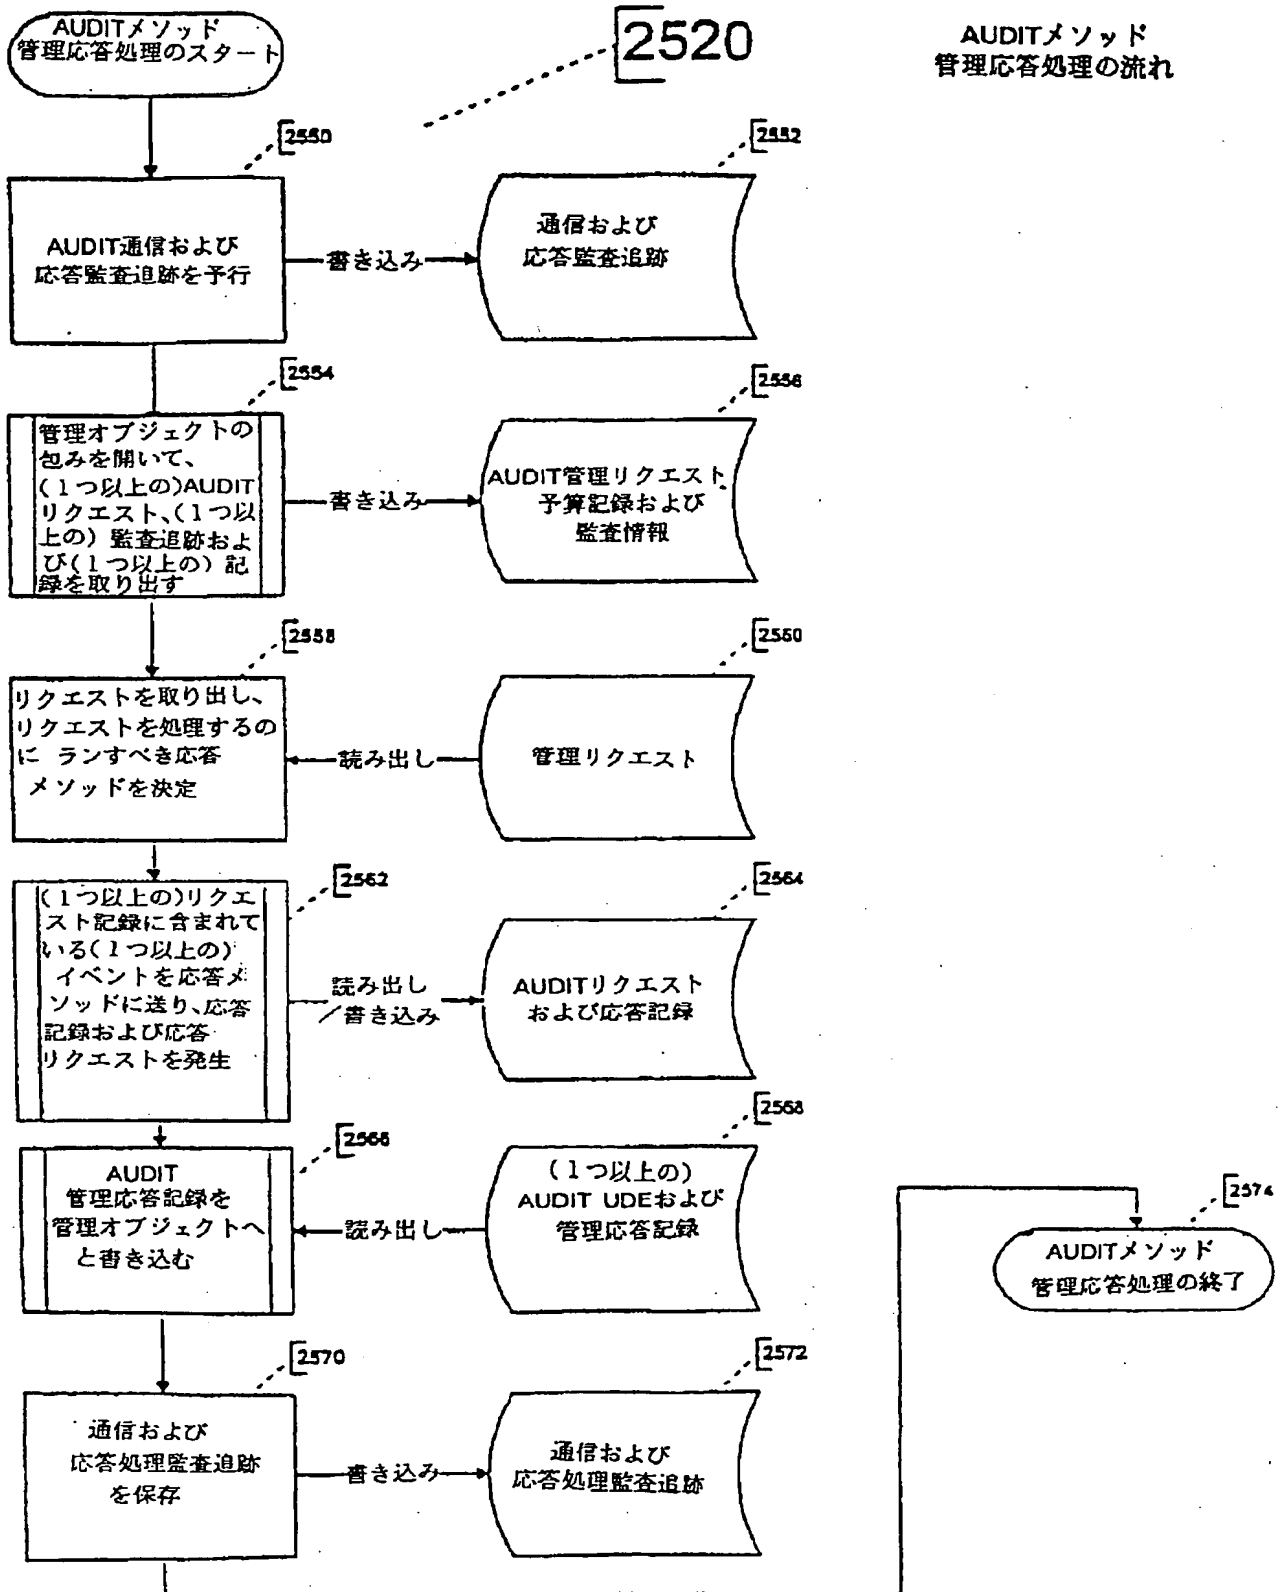 AUDITメソッド
管理応答処理のスタート
2520
AUDITメソッド
管理応答処理の流れ
2550
2552
AUDIT通信および
応答監査追跡を予行
書き込み
通信および
応答監査追跡
2554
2556
管理オブジェクトの
包みを開いて、
(1つ以上の)AUDIT
リクエスト、(1つ以
上の) 監査追跡およ
び(1つ以上の) 記
録を取り出す
書き込み
AUDIT管理リクエスト
予算記録および
監査情報
2558
2560
リクエストを取り出し、
リクエストを処理するの
に ランすべき応答
メソッドを決定
読み出し
管理リクエスト
2562
2564
(1つ以上の)リクエ
スト記録に含まれて
いる(1つ以上の)
イベントを応答メ
ソッドに送り、応答
記録および応答
リクエストを発生
読み出し
/書き込み
AUDITリクエスト
および応答記録
2566
2568
AUDIT
管理応答記録を
管理オブジェクトへ
と書き込む
読み出し
(1つ以上の)
AUDIT UDEおよび
管理応答記録
2574
AUDITメソッド
管理応答処理の終了
2570
2572
通信および
応答処理監査追跡
を保存
書き込み
通信および
応答処理監査追跡